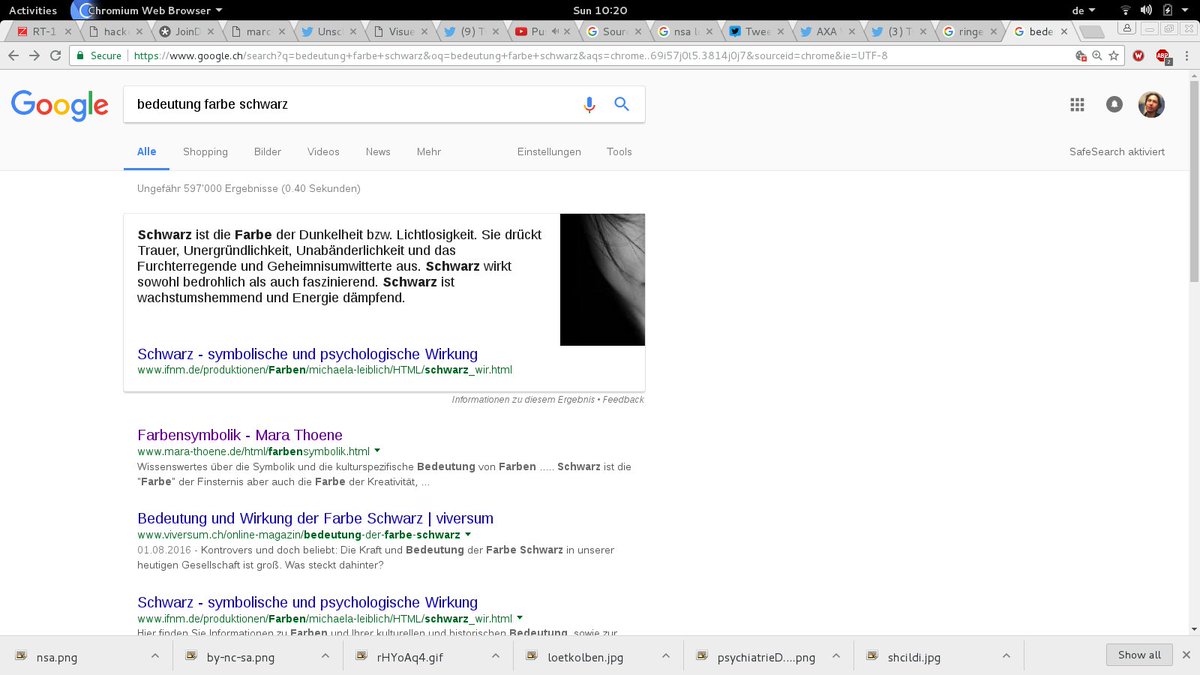 Activities Chromium Web Browser Sun 10:20 de
RT-1 hack JoinD marc Unsc Visue (9) T Pu Sour nsa l Twee AXA (3) T ringe bede
Secure https://www.google.ch/search?q=bedeutung+farbe+schwarz&oq=bedeutung+farbe+schwarz&aqs=chrome..69i57j0l5.3814j0j7&sourceid=chrome&ie=UTF-8
Google bedeutung farbe schwarz
Alle Shopping Bilder Videos News Mehr Einstellungen Tools SafeSearch aktiviert
Ungefähr 597'000 Ergebnisse (0.40 Sekunden)
Schwarz ist die Farbe der Dunkelheit bzw. Lichtlosigkeit. Sie drückt
Trauer, Unergründlichkeit, Unabänderlichkeit und das
Furchterregende und Geheimnisumwitterte aus. Schwarz wirkt
sowohl bedrohlich als auch faszinierend. Schwarz ist
wachstumshemmend und Energie dämpfend.
Schwarz - symbolische und psychologische Wirkung
www.ifnm.de/produktionen/Farben/michaela-leiblich/HTML/schwarz_wir.html
Informationen zu diesem Ergebnis • Feedback
Farbensymbolik - Mara Thoene
www.mara-thoene.de/html/farbensymbolik.html
Wissenswertes über die Symbolik und die kulturspezifische Bedeutung von Farben ..... Schwarz ist die
"Farbe" der Finsternis aber auch die Farbe der Kreativität, ...
Bedeutung und Wirkung der Farbe Schwarz | viversum
www.viversum.ch/online-magazin/bedeutung-der-farbe-schwarz
01.08.2016 - Kontrovers und doch beliebt: Die Kraft und Bedeutung der Farbe Schwarz in unserer
heutigen Gesellschaft ist groß. Was steckt dahinter?
Schwarz - symbolische und psychologische Wirkung
www.ifnm.de/produktionen/Farben/michaela-leiblich/HTML/schwarz_wir.html
Hier finden Sie Informationen zu Farben und Ihrer kulturellen und historischen Bedeutung, sowie zur
nsa.png by-nc-sa.png rHYoAq4.gif loetkolben.jpg psychiatrieD....png shcildi.jpg Show all